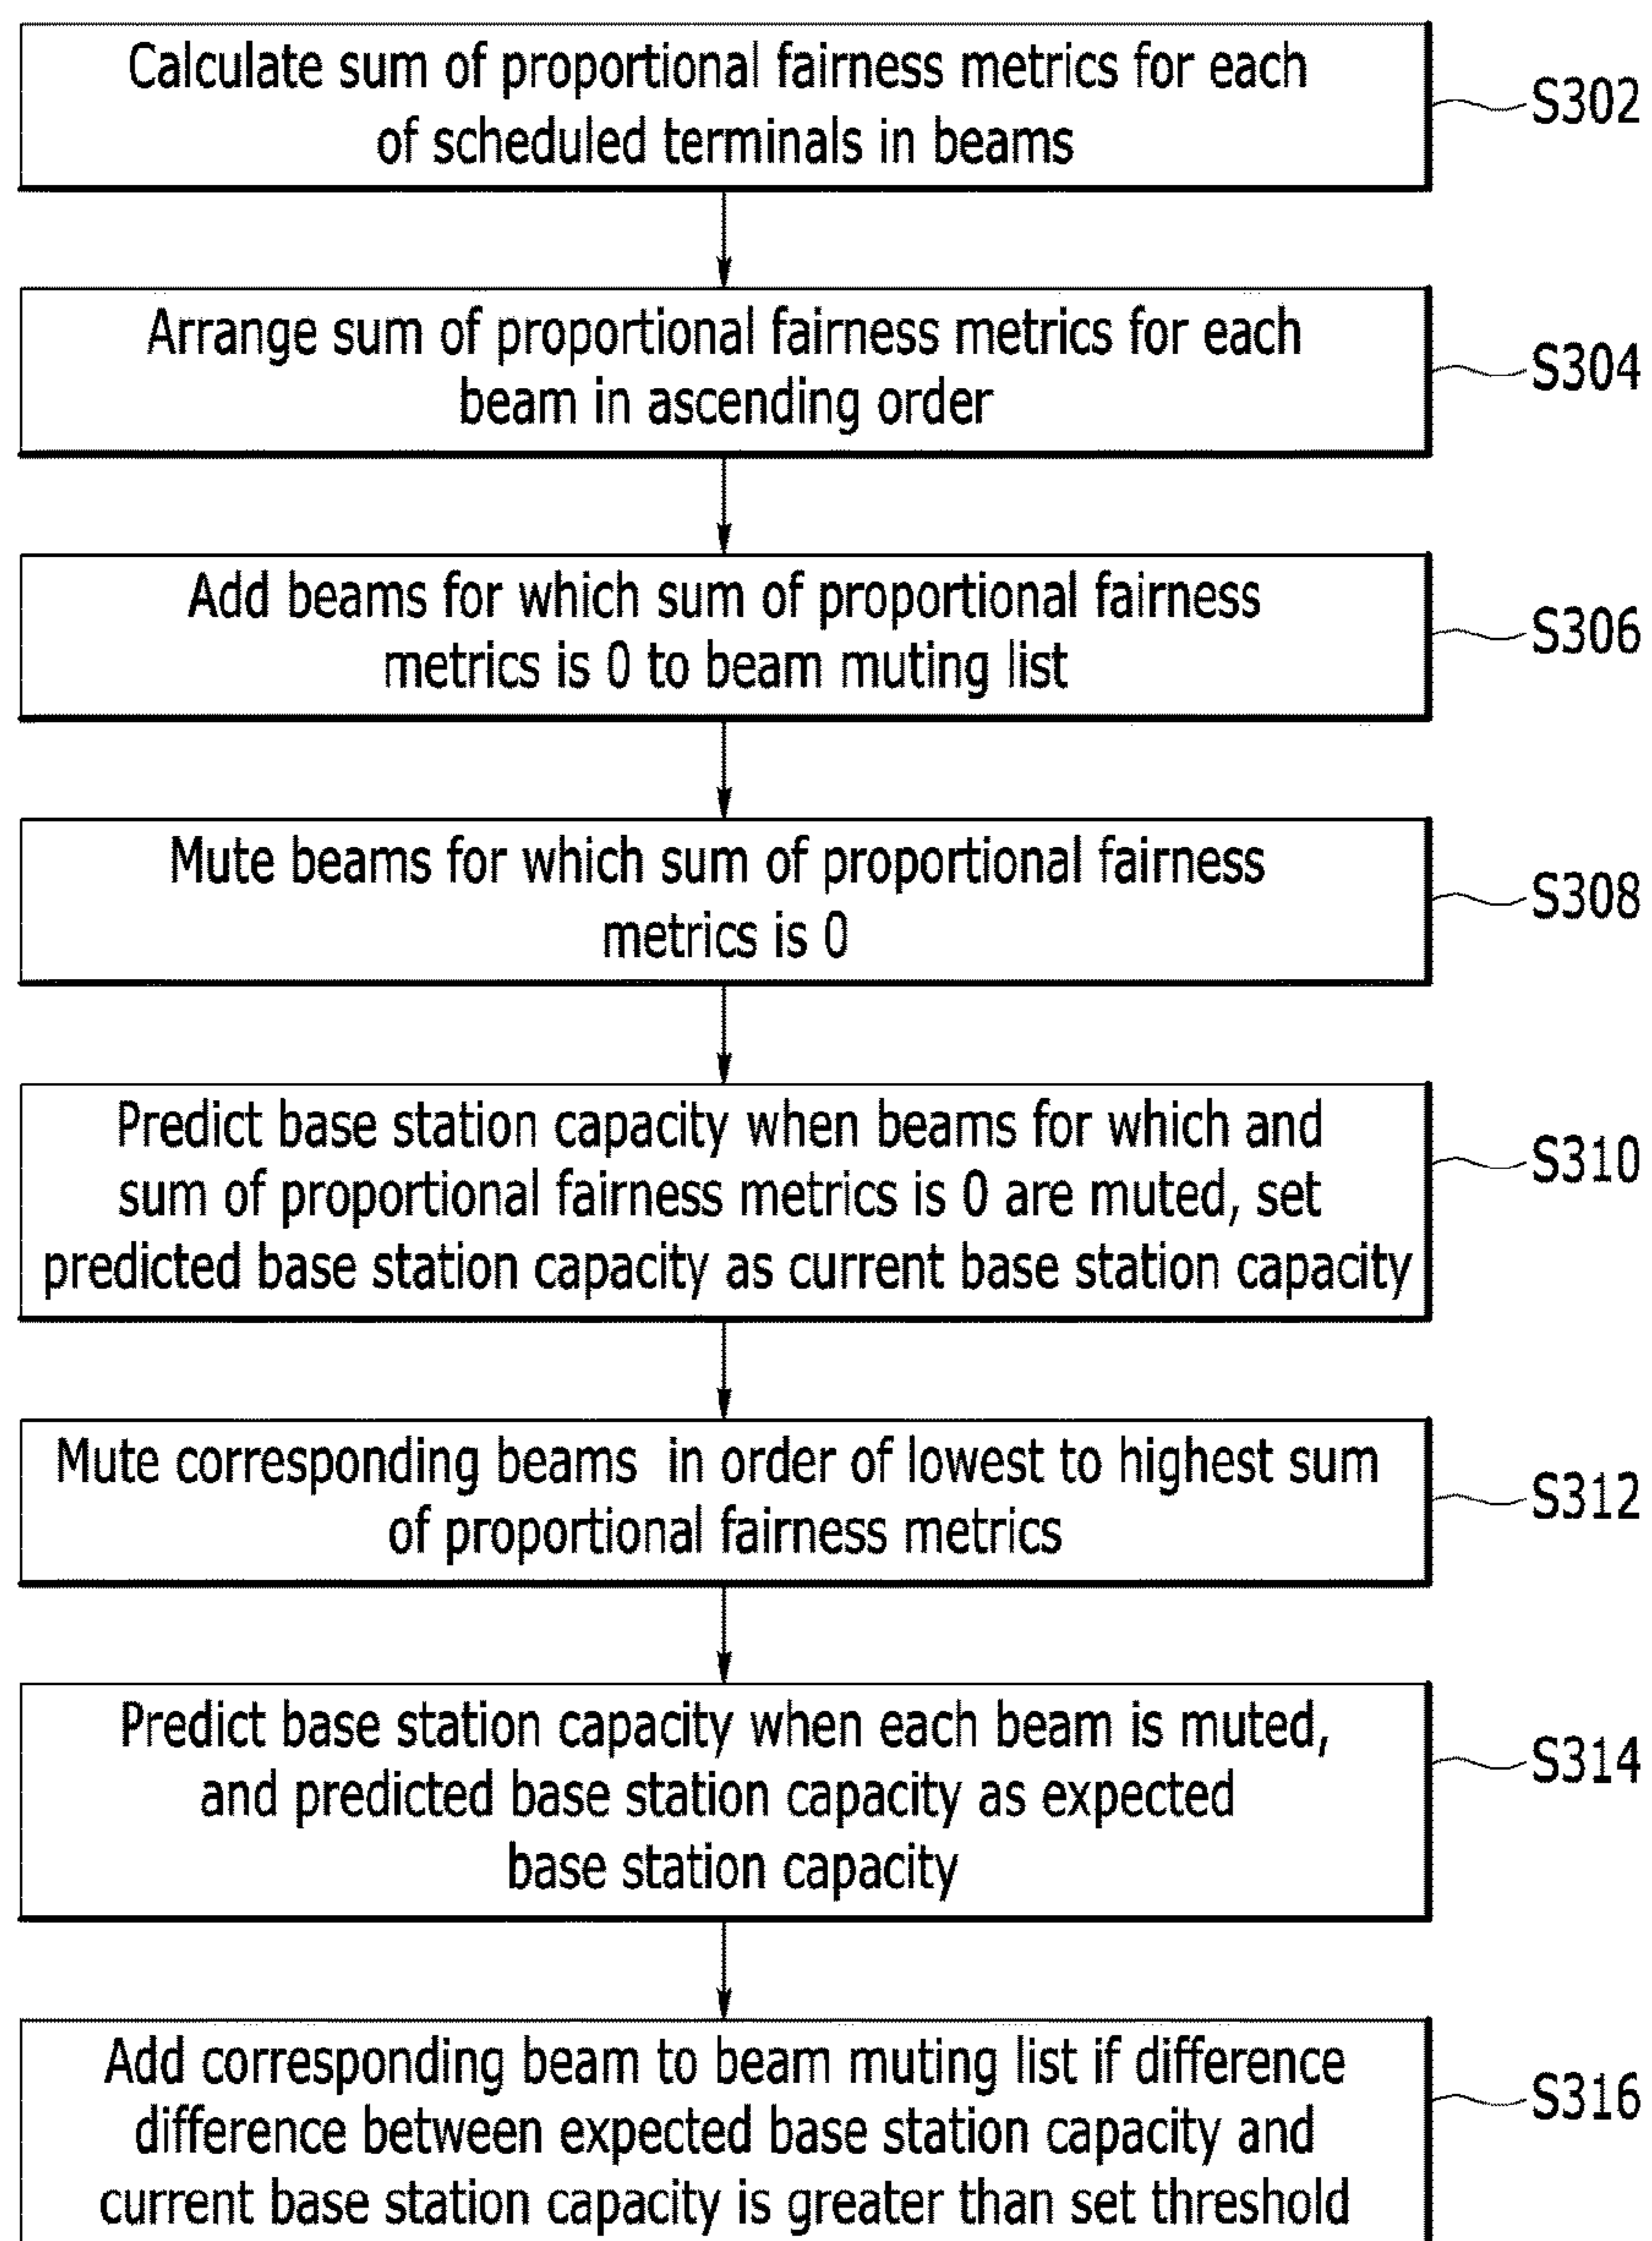 Calculate sum of proportional fairness metrics for each
of scheduled terminals in beams
S302
Arrange sum of proportional fairness metrics for each
beam in ascending order
S304
Add beams for which sum of proportional fairness
metrics is 0 to beam muting list
S306
Mute beams for which sum of proportional fairness
metrics is 0
S308
Predict base station capacity when beams for which and
sum of proportional fairness metrics is 0 are muted, set
predicted base station capacity as current base station capacity
S310
Mute corresponding beams in order of lowest to highest sum
of proportional fairness metrics
S312
Predict base station capacity when each beam is muted,
and predicted base station capacity as expected
base station capacity
S314
Add corresponding beam to beam muting list if difference
difference between expected base station capacity and
current base station capacity is greater than set threshold
S316